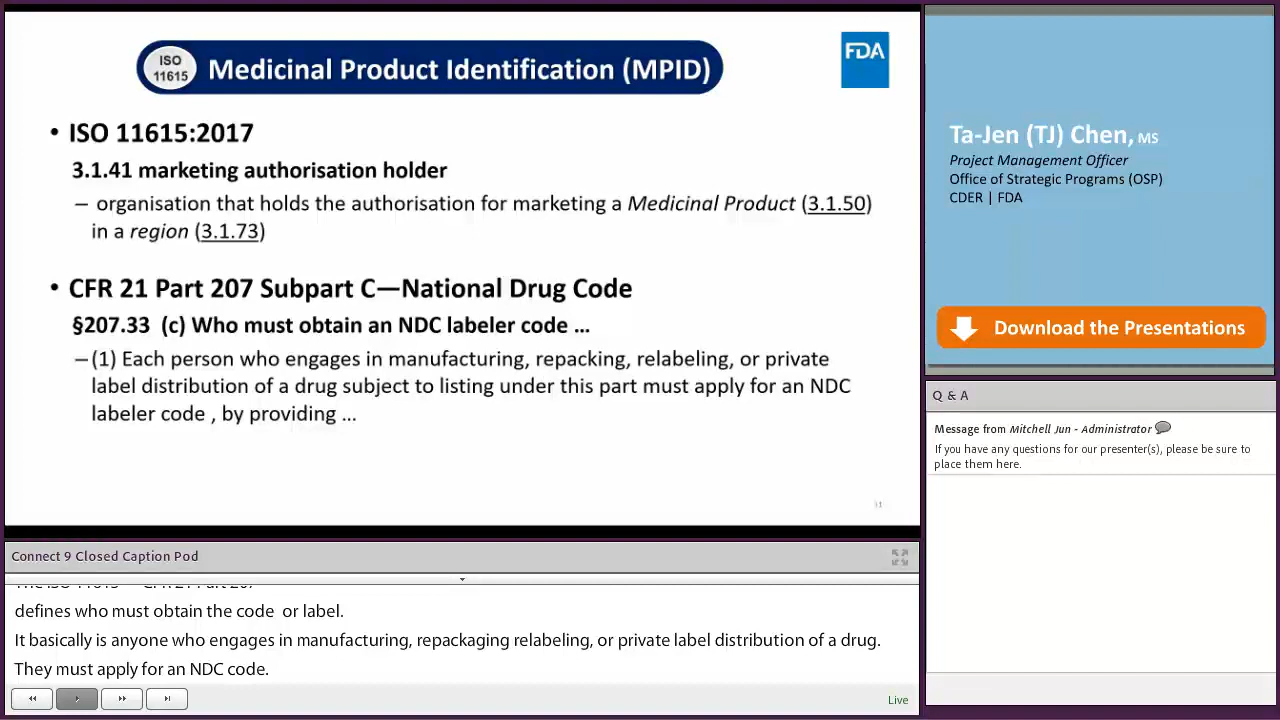 ISO
11615
Medicinal Product Identification (MPID)
FDA
• ISO 11615:2017
3.1.41 marketing authorisation holder
– organisation that holds the authorisation for marketing a Medicinal Product (3.1.50)
in a region (3.1.73)
• CFR 21 Part 207 Subpart C—National Drug Code
§207.33 (c) Who must obtain an NDC labeler code ...
–(1) Each person who engages in manufacturing, repacking, relabeling, or private
label distribution of a drug subject to listing under this part must apply for an NDC
labeler code , by providing ...
11
Ta-Jen (TJ) Chen, MS
Project Management Officer
Office of Strategic Programs (OSP)
CDER | FDA
Download the Presentations
Q & A
Message from Mitchell Jun - Administrator
If you have any questions for our presenter(s), please be sure to
place them here.
Connect 9 Closed Caption Pod
defines who must obtain the code or label.
It basically is anyone who engages in manufacturing, repackaging relabeling, or private label distribution of a drug.
They must apply for an NDC code.
Live